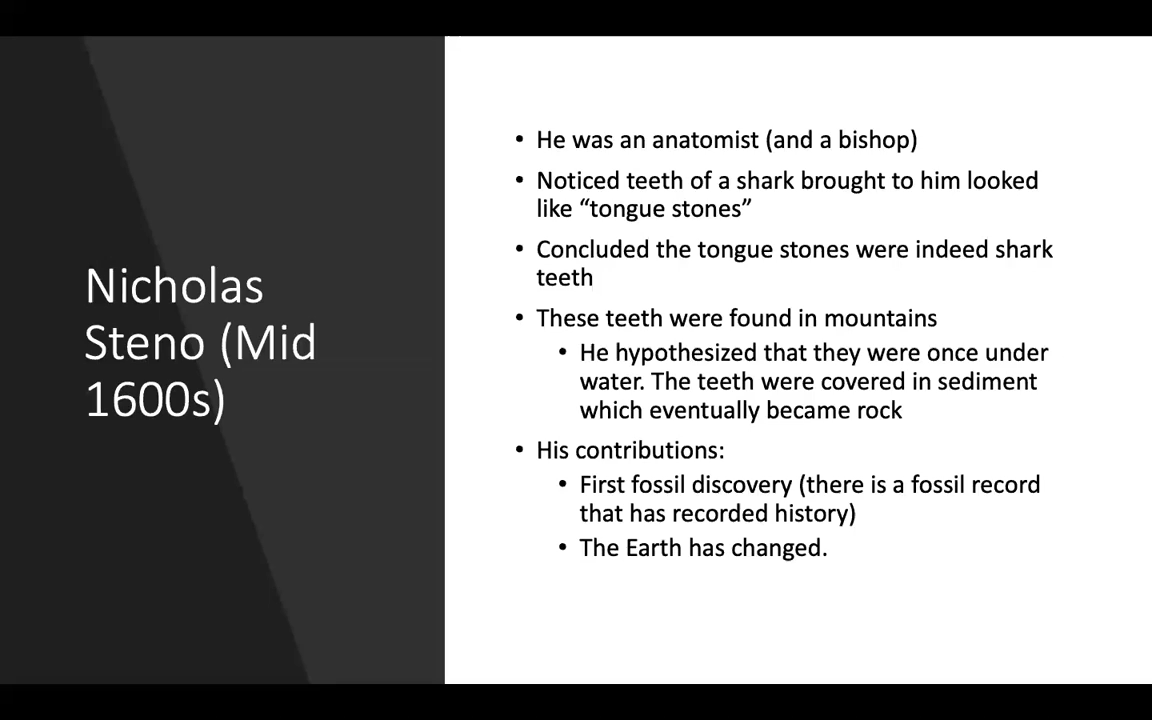 Nicholas
Steno (Mid
1600s)
• He was an anatomist (and a bishop)
• Noticed teeth of a shark brought to him looked
like “tongue stones”
• Concluded the tongue stones were indeed shark
teeth
• These teeth were found in mountains
• He hypothesized that they were once under
water. The teeth were covered in sediment
which eventually became rock
• His contributions:
• First fossil discovery (there is a fossil record
that has recorded history)
• The Earth has changed.